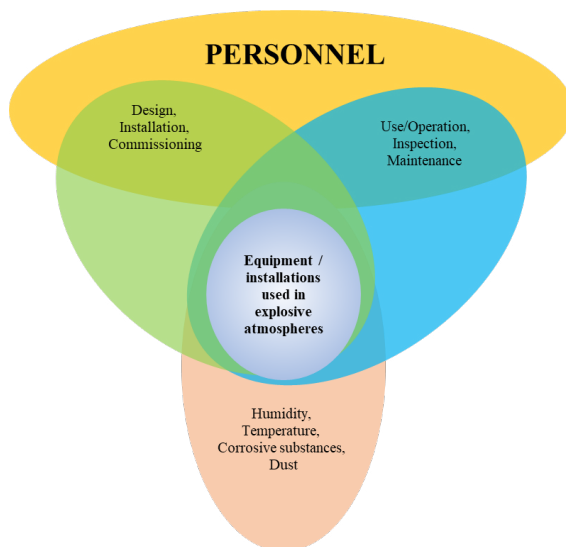 PERSONNEL
Design,
Installation,
Commissioning
Use/Operation,
Inspection,
Maintenance
Equipment /
installations
used in
explosive
atmospheres
Humidity,
Temperature,
Corrosive substances,
Dust